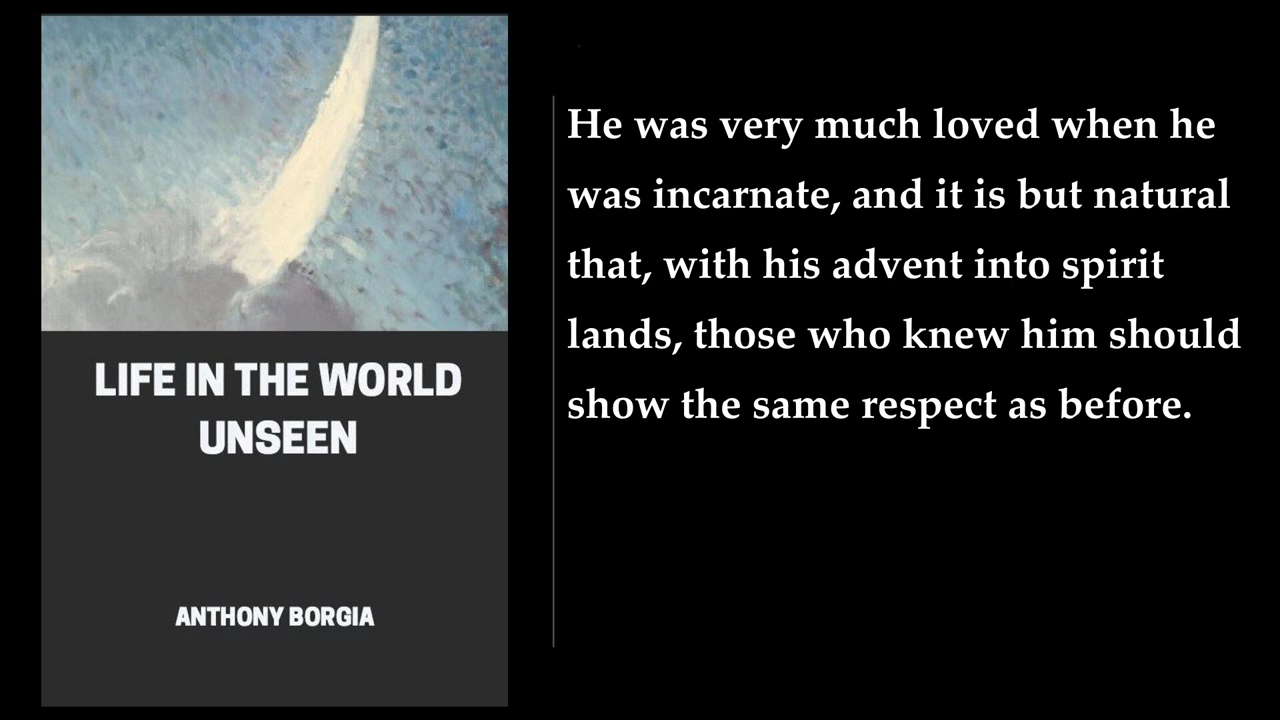 LIFE IN THE WORLD
UNSEEN
ANTHONY BORGIA
He was very much loved when he
was incarnate, and it is but natural
that, with his advent into spirit
lands, those who knew him should
show the same respect as before.